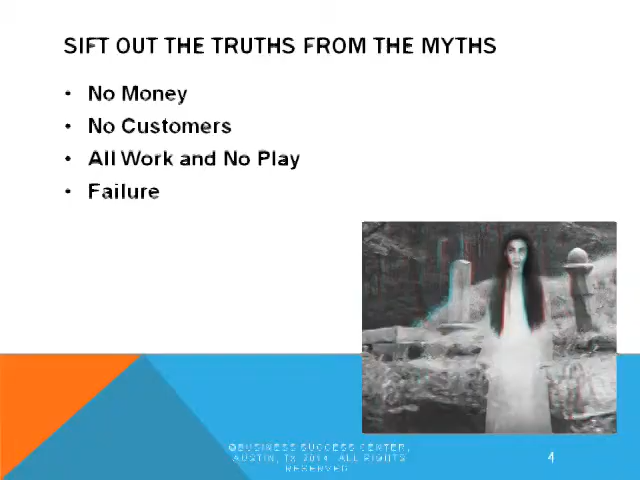 SIFT OUT THE TRUTHS FROM THE MYTHS
• No Money
• No Customers
• All Work and No Play
• Failure
©BUSINESS SUCCESS CENTER,
AUSTIN, TX 2014 ALL RIGHTS
RESERVED
4